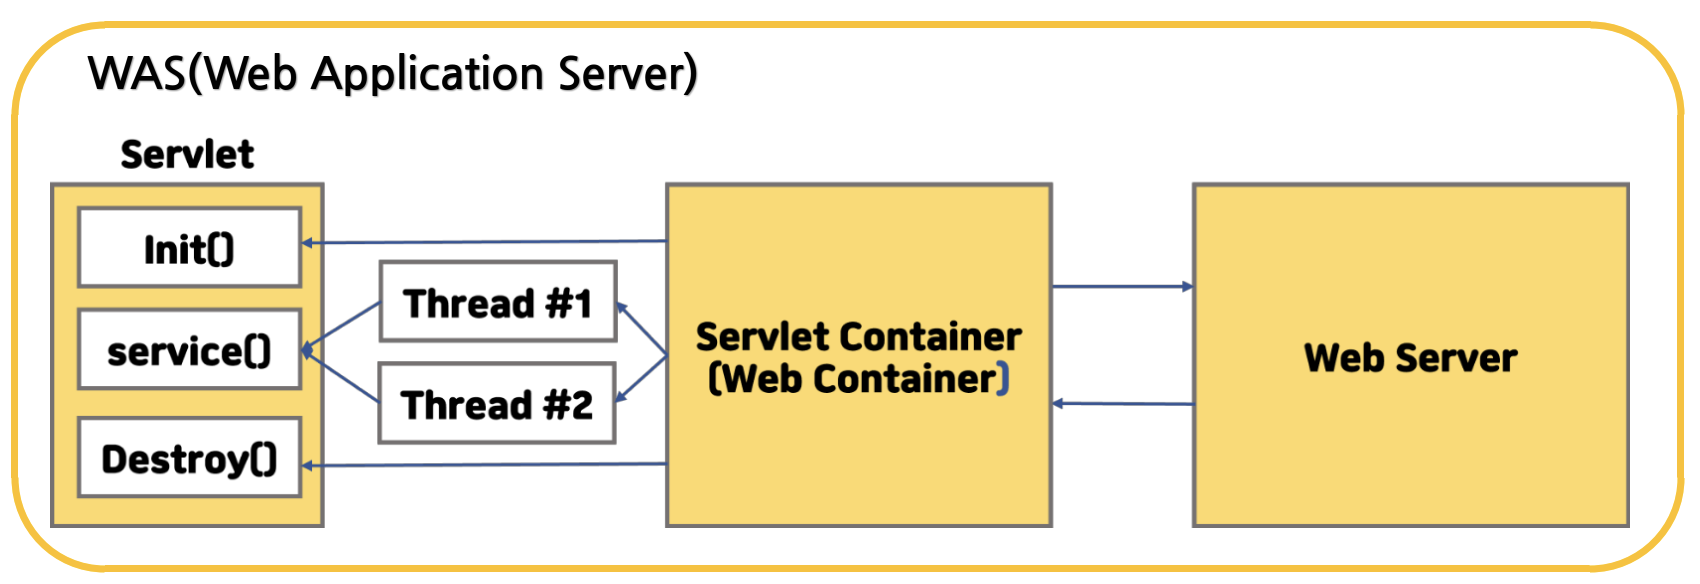 WAS(Web Application Server)
Servlet
Init()
service()
Destroy()
Thread #1
Thread #2
Servlet Container
(Web Container)
Web Server